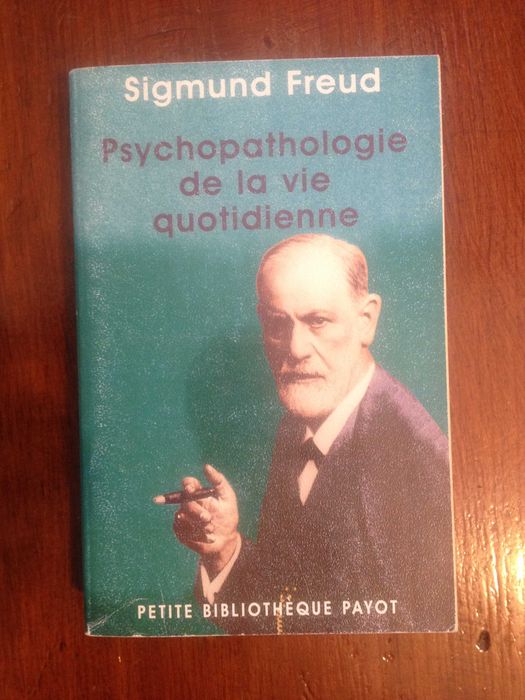 Sigmund Freud
Psychopathologie
de la vie
quotidienne
PETITE BIBLIOTHÈQUE PAYOT